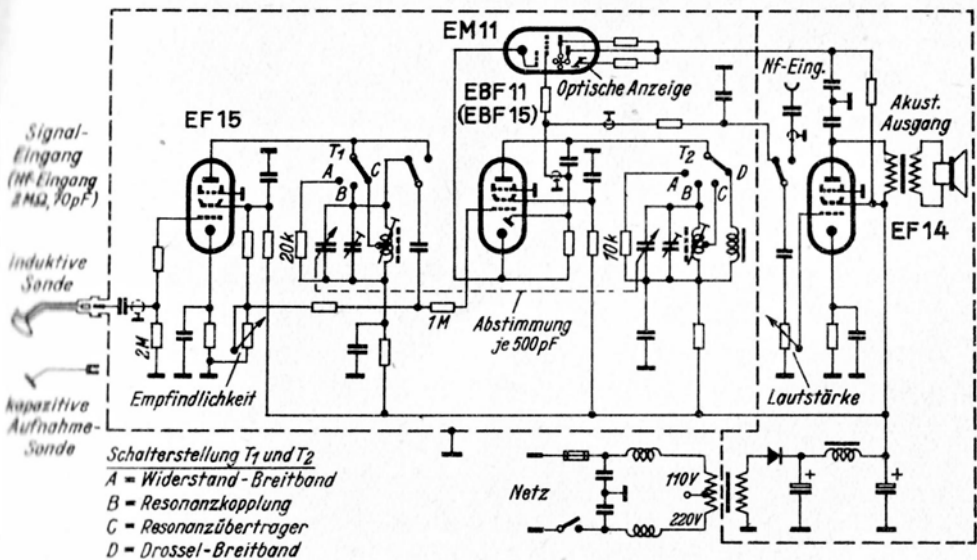 EM11
Optische Anzeige
EBF11
(EBF15)
Nf-Eing.
Akust.
Ausgang
EF14
EF15
Signal-
Eingang
(Nf-Eingang
2MΩ, 10pF)
Induktive
Sonde
kapazitive
Aufnahme-
Sonde
T1
A
B
C
20k
2M
1M
Empfindlichkeit
T2
A
B
C
D
10k
Abstimmung
je 500pF
Lautstärke
Schalterstellung T1 und T2
A = Widerstand-Breitband
B = Resonanzkopplung
C = Resonanzübertrager
D = Drossel-Breitband
Netz
110V
220V
+
+